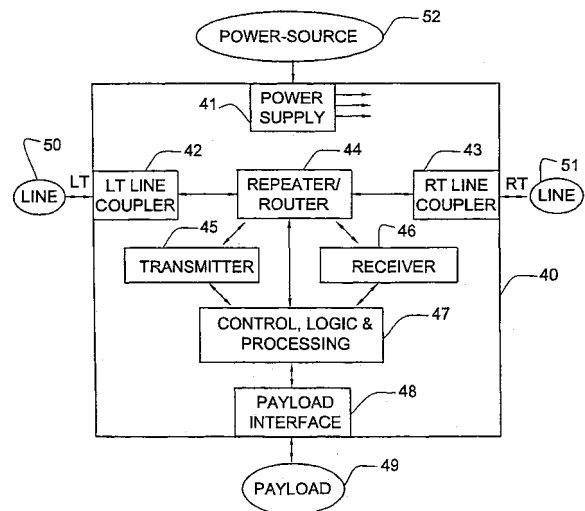 52
POWER-SOURCE
41
POWER
SUPPLY
50
42
44
43
51
LINE
LT
LT LINE
COUPLER
REPEATER/
ROUTER
RT LINE
COUPLER
RT
LINE
45
46
TRANSMITTER
RECEIVER
40
47
CONTROL, LOGIC &
PROCESSING
48
PAYLOAD
INTERFACE
49
PAYLOAD